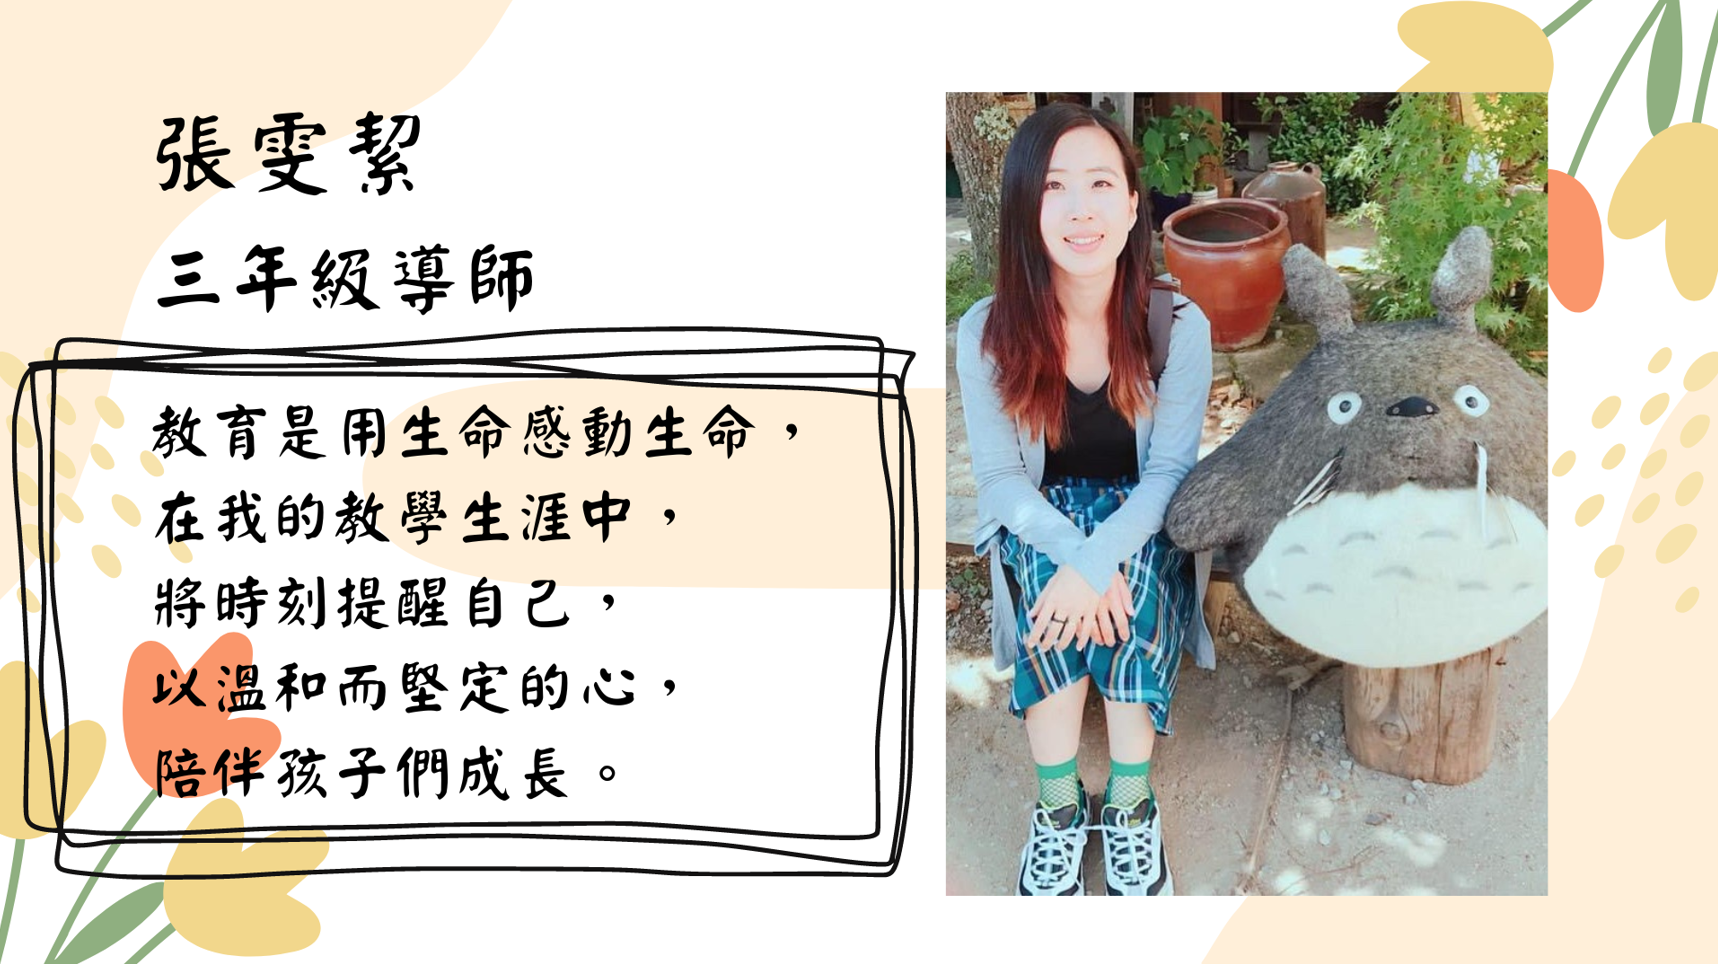 張雯絜
三年級導師
教育是用生命感動生命，
在我的教學生涯中，
將時刻提醒自己，
以溫和而堅定的心，
陪伴孩子們成長。